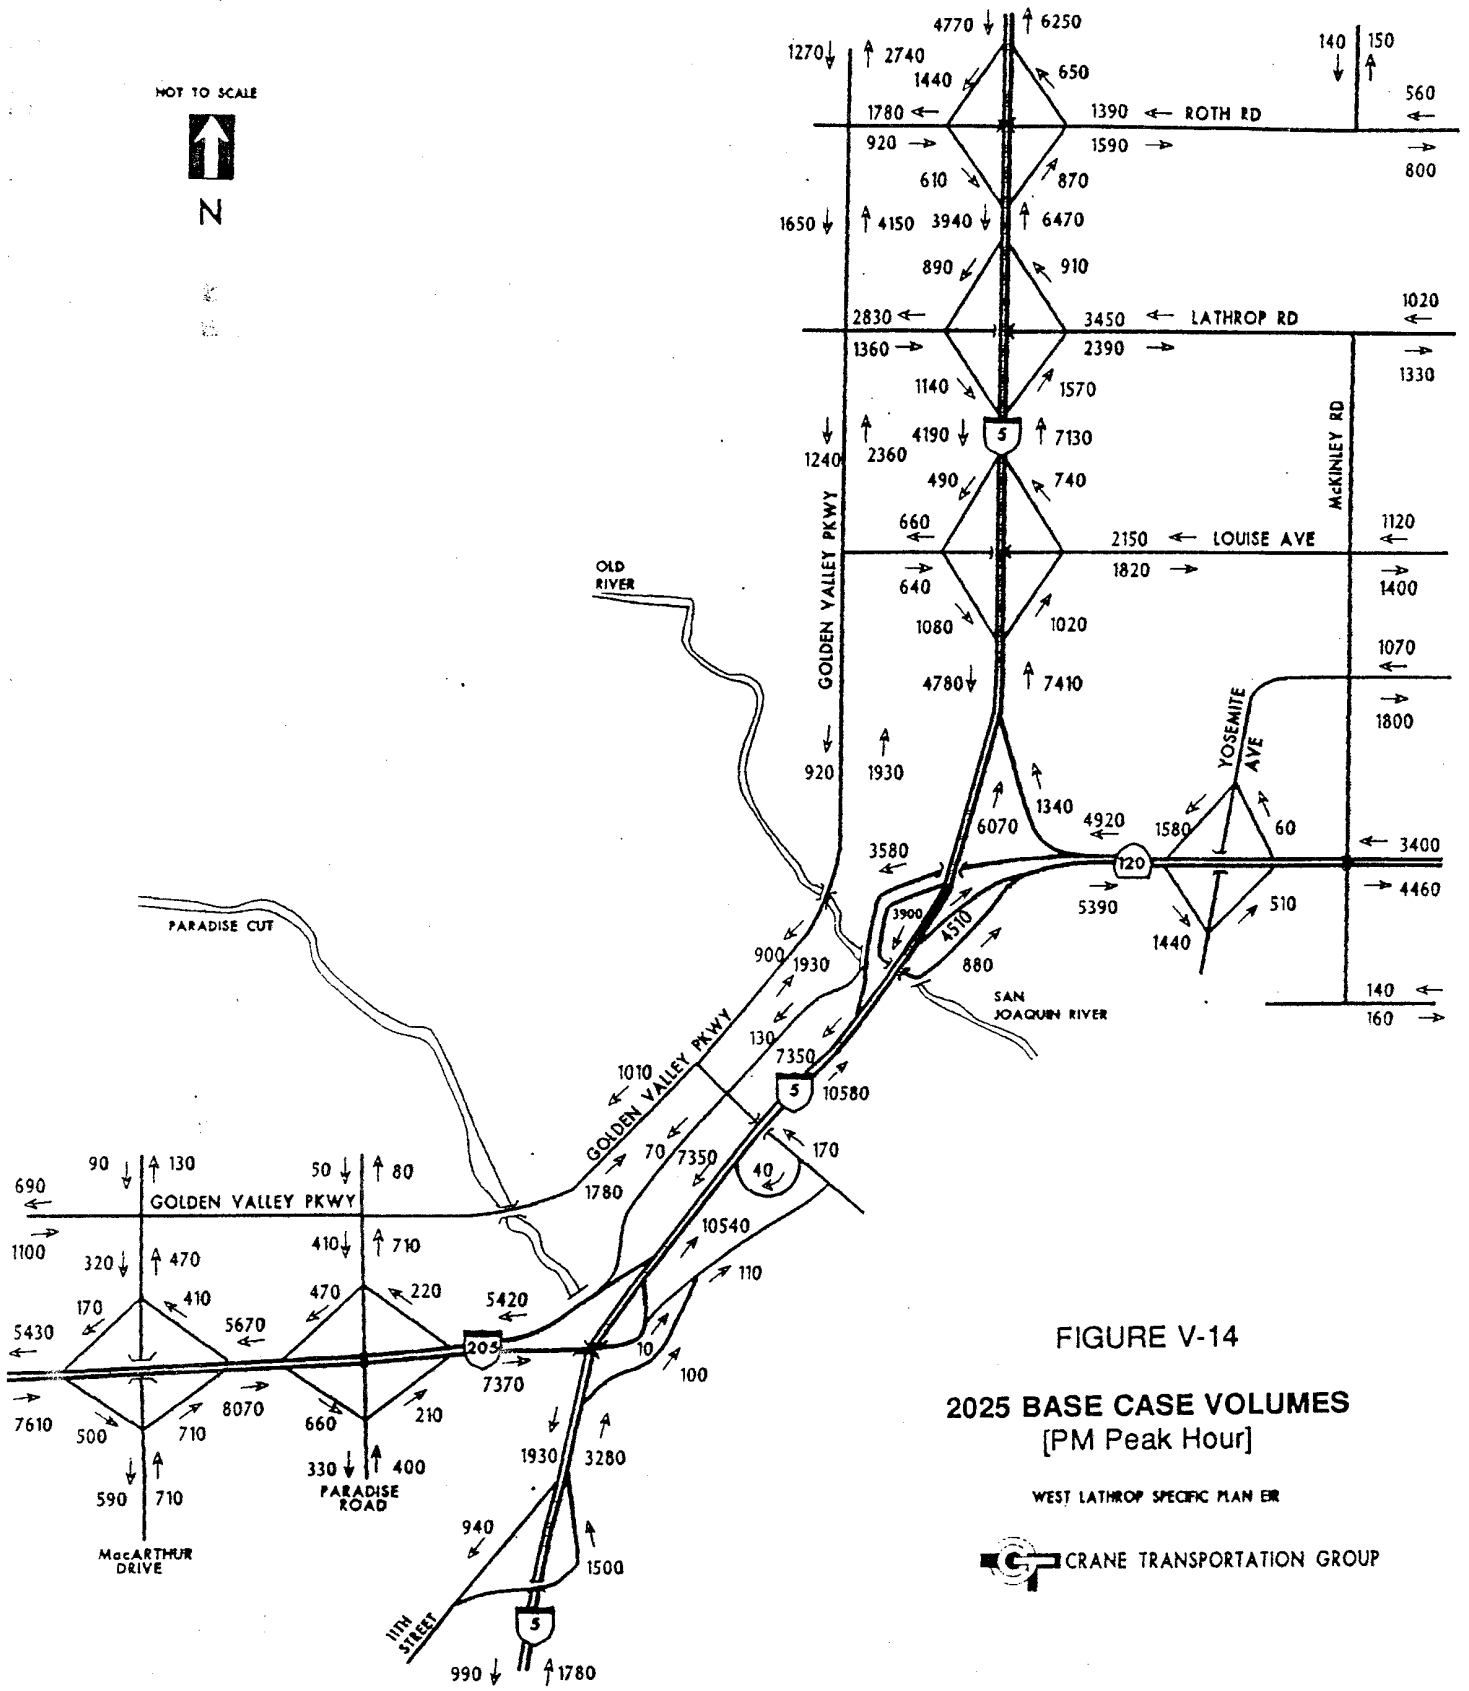 4770 6250
1270 2740
1440 650
140 150
NOT TO SCALE
560
1780 1390 ROTH RD
920 1590
800
610 870
N
1650 4150 3940 6470
890 910
1020
2830 3450 LATHROP RD
1360 2390
1330
1140 1570
4190 5 7130
1240 2360
McKINLEY RD
490 740
GOLDEN VALLEY PKWY
660
2150 LOUISE AVE
1120
640
1820
1400
OLD
RIVER
1080 1020
1070
4780 7410
1800
YOSEMITE
AVE
920 1930
1340
6070
4920
1580 60
3400
3580
120
5390
4460
510
1440
3900
4510
880
PARADISE CUT
900 1930
SAN
JOAQUIN RIVER
140
160
130
7350
5
10580
1010
GOLDEN VALLEY PKWY
70
7350
170
40
1780
90 130
50 80
690
GOLDEN VALLEY PKWY
1100
10540
110
320 470
410 710
170 410
470 220
5430
5670
5420
205
7370
10
100
7610
500
710
8070
660
210
590 710
330 400
PARADISE
ROAD
MacARTHUR
DRIVE
1930 3280
940
1500
11TH
STREET
5
990 1780
FIGURE V-14
2025 BASE CASE VOLUMES
[PM Peak Hour]
WEST LATHROP SPECIFIC PLAN EIR
CRANE TRANSPORTATION GROUP